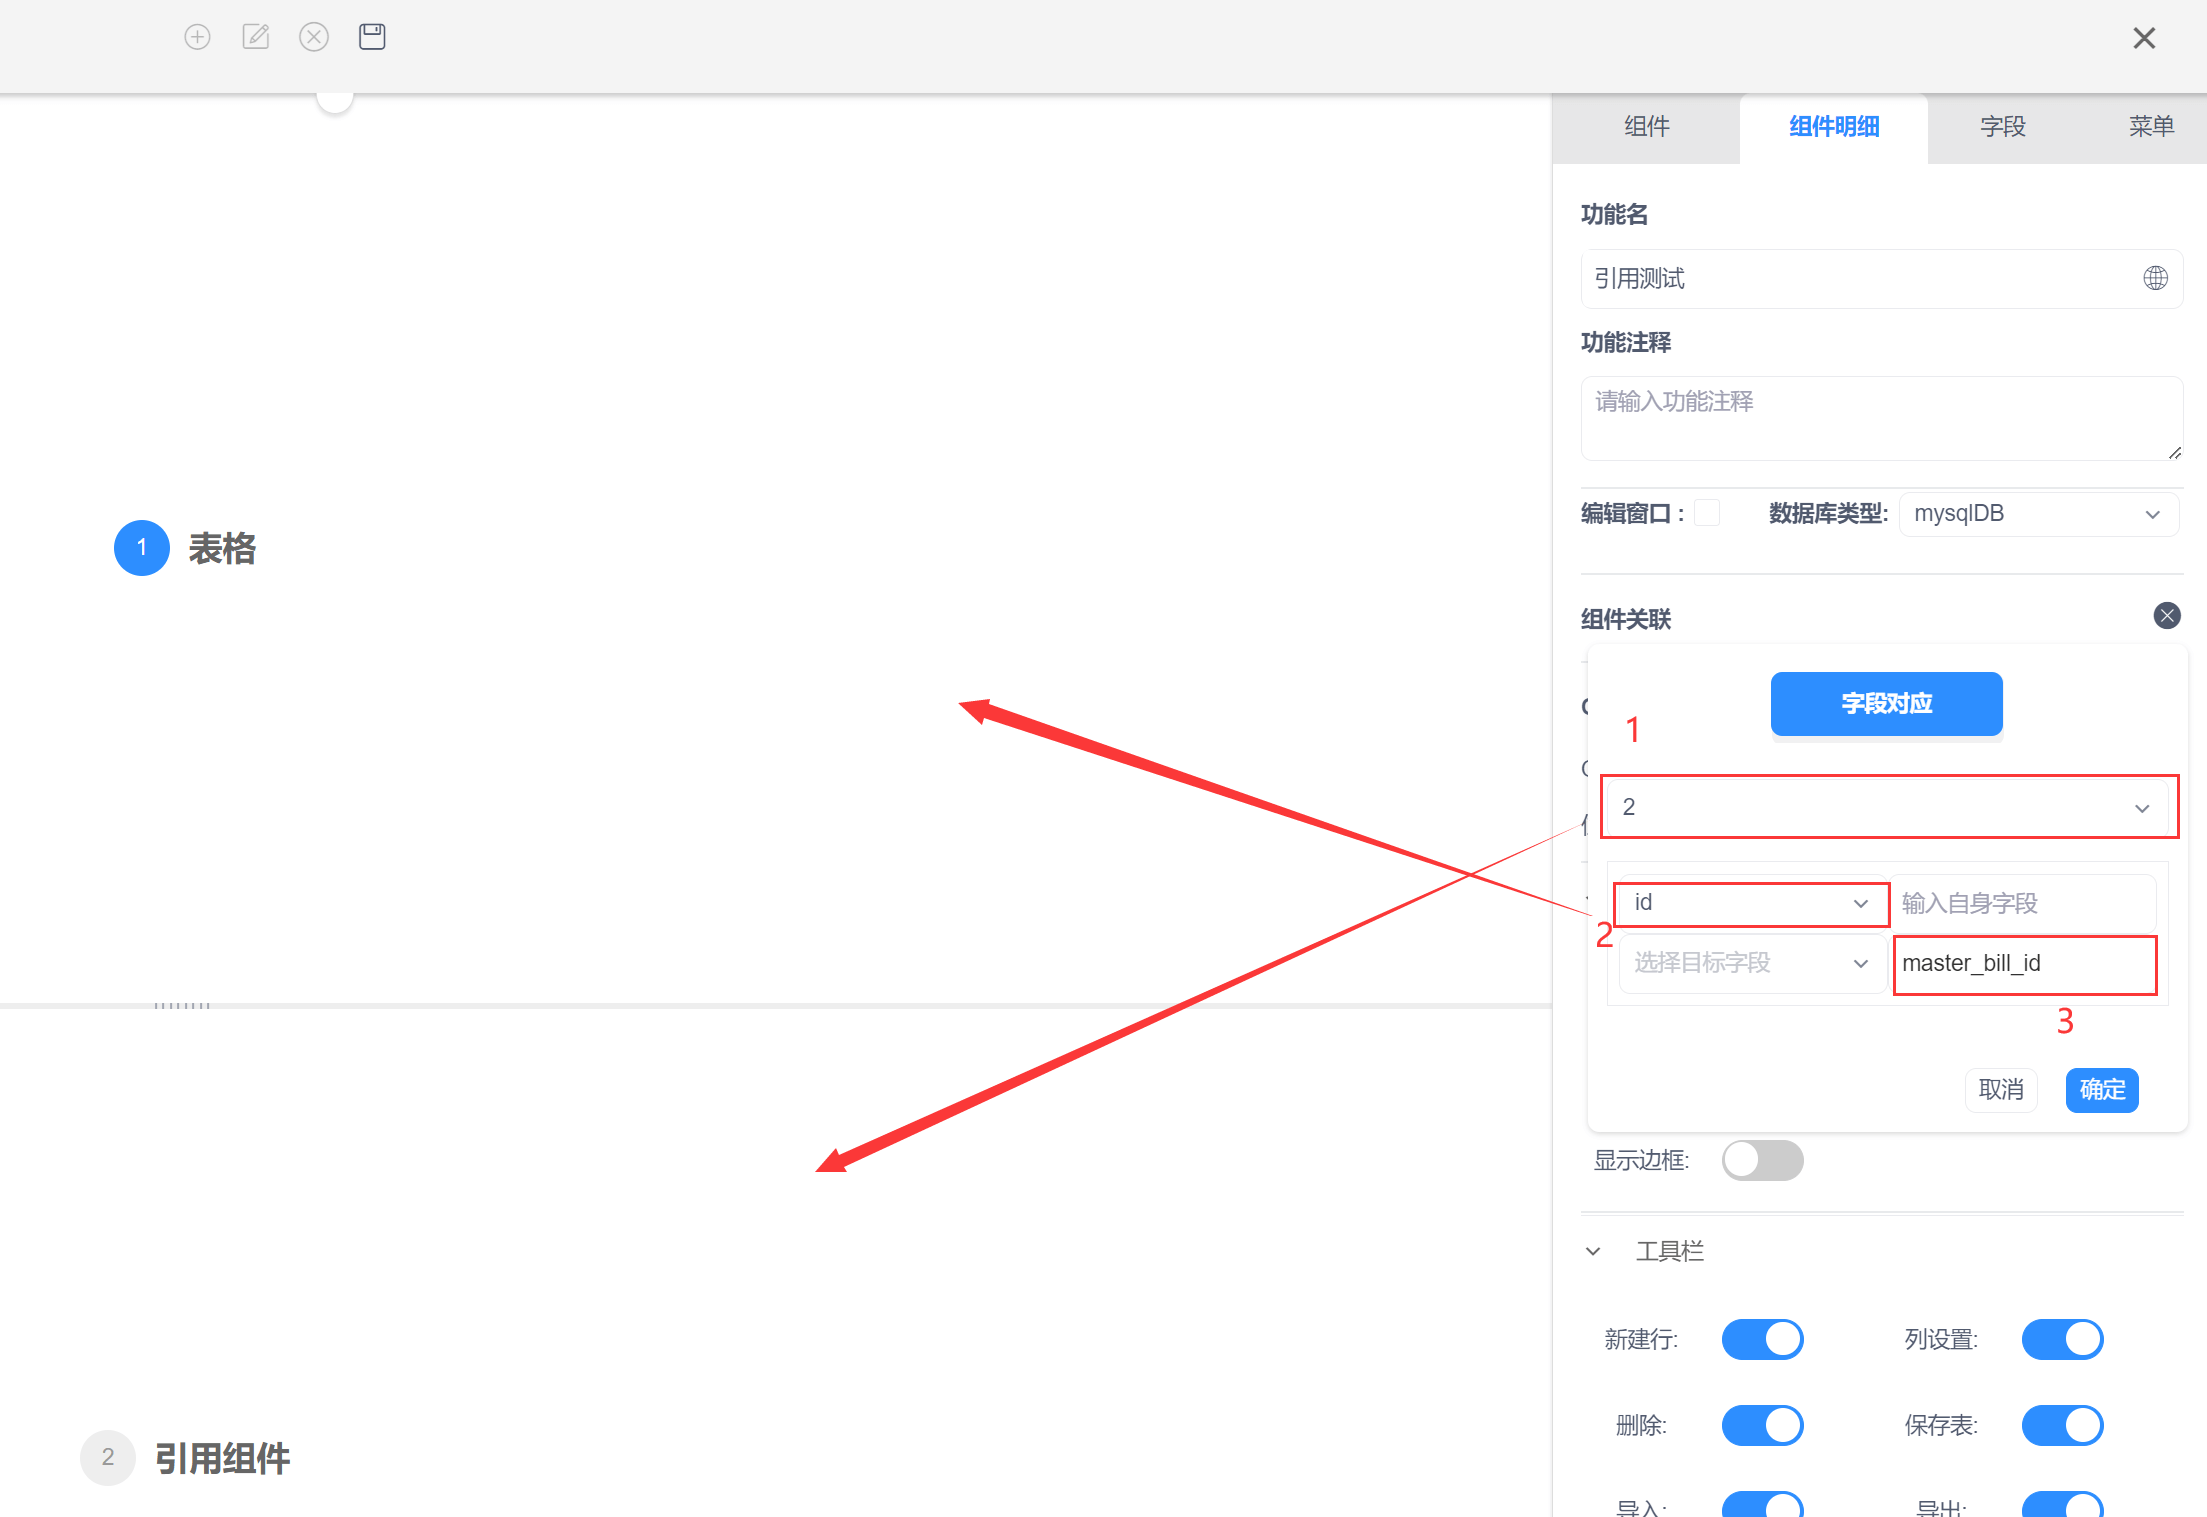 组件
组件明细
字段
菜单
功能名
引用测试
功能注释
请输入功能注释
编辑窗口：
数据库类型:
mysqlDB
1
表格
组件关联
字段对应
1
2
id
输入自身字段
2
选择目标字段
master_bill_id
3
取消
确定
显示边框:
工具栏
新建行:
列设置:
删除:
保存表:
2
引用组件
导入:
导出: